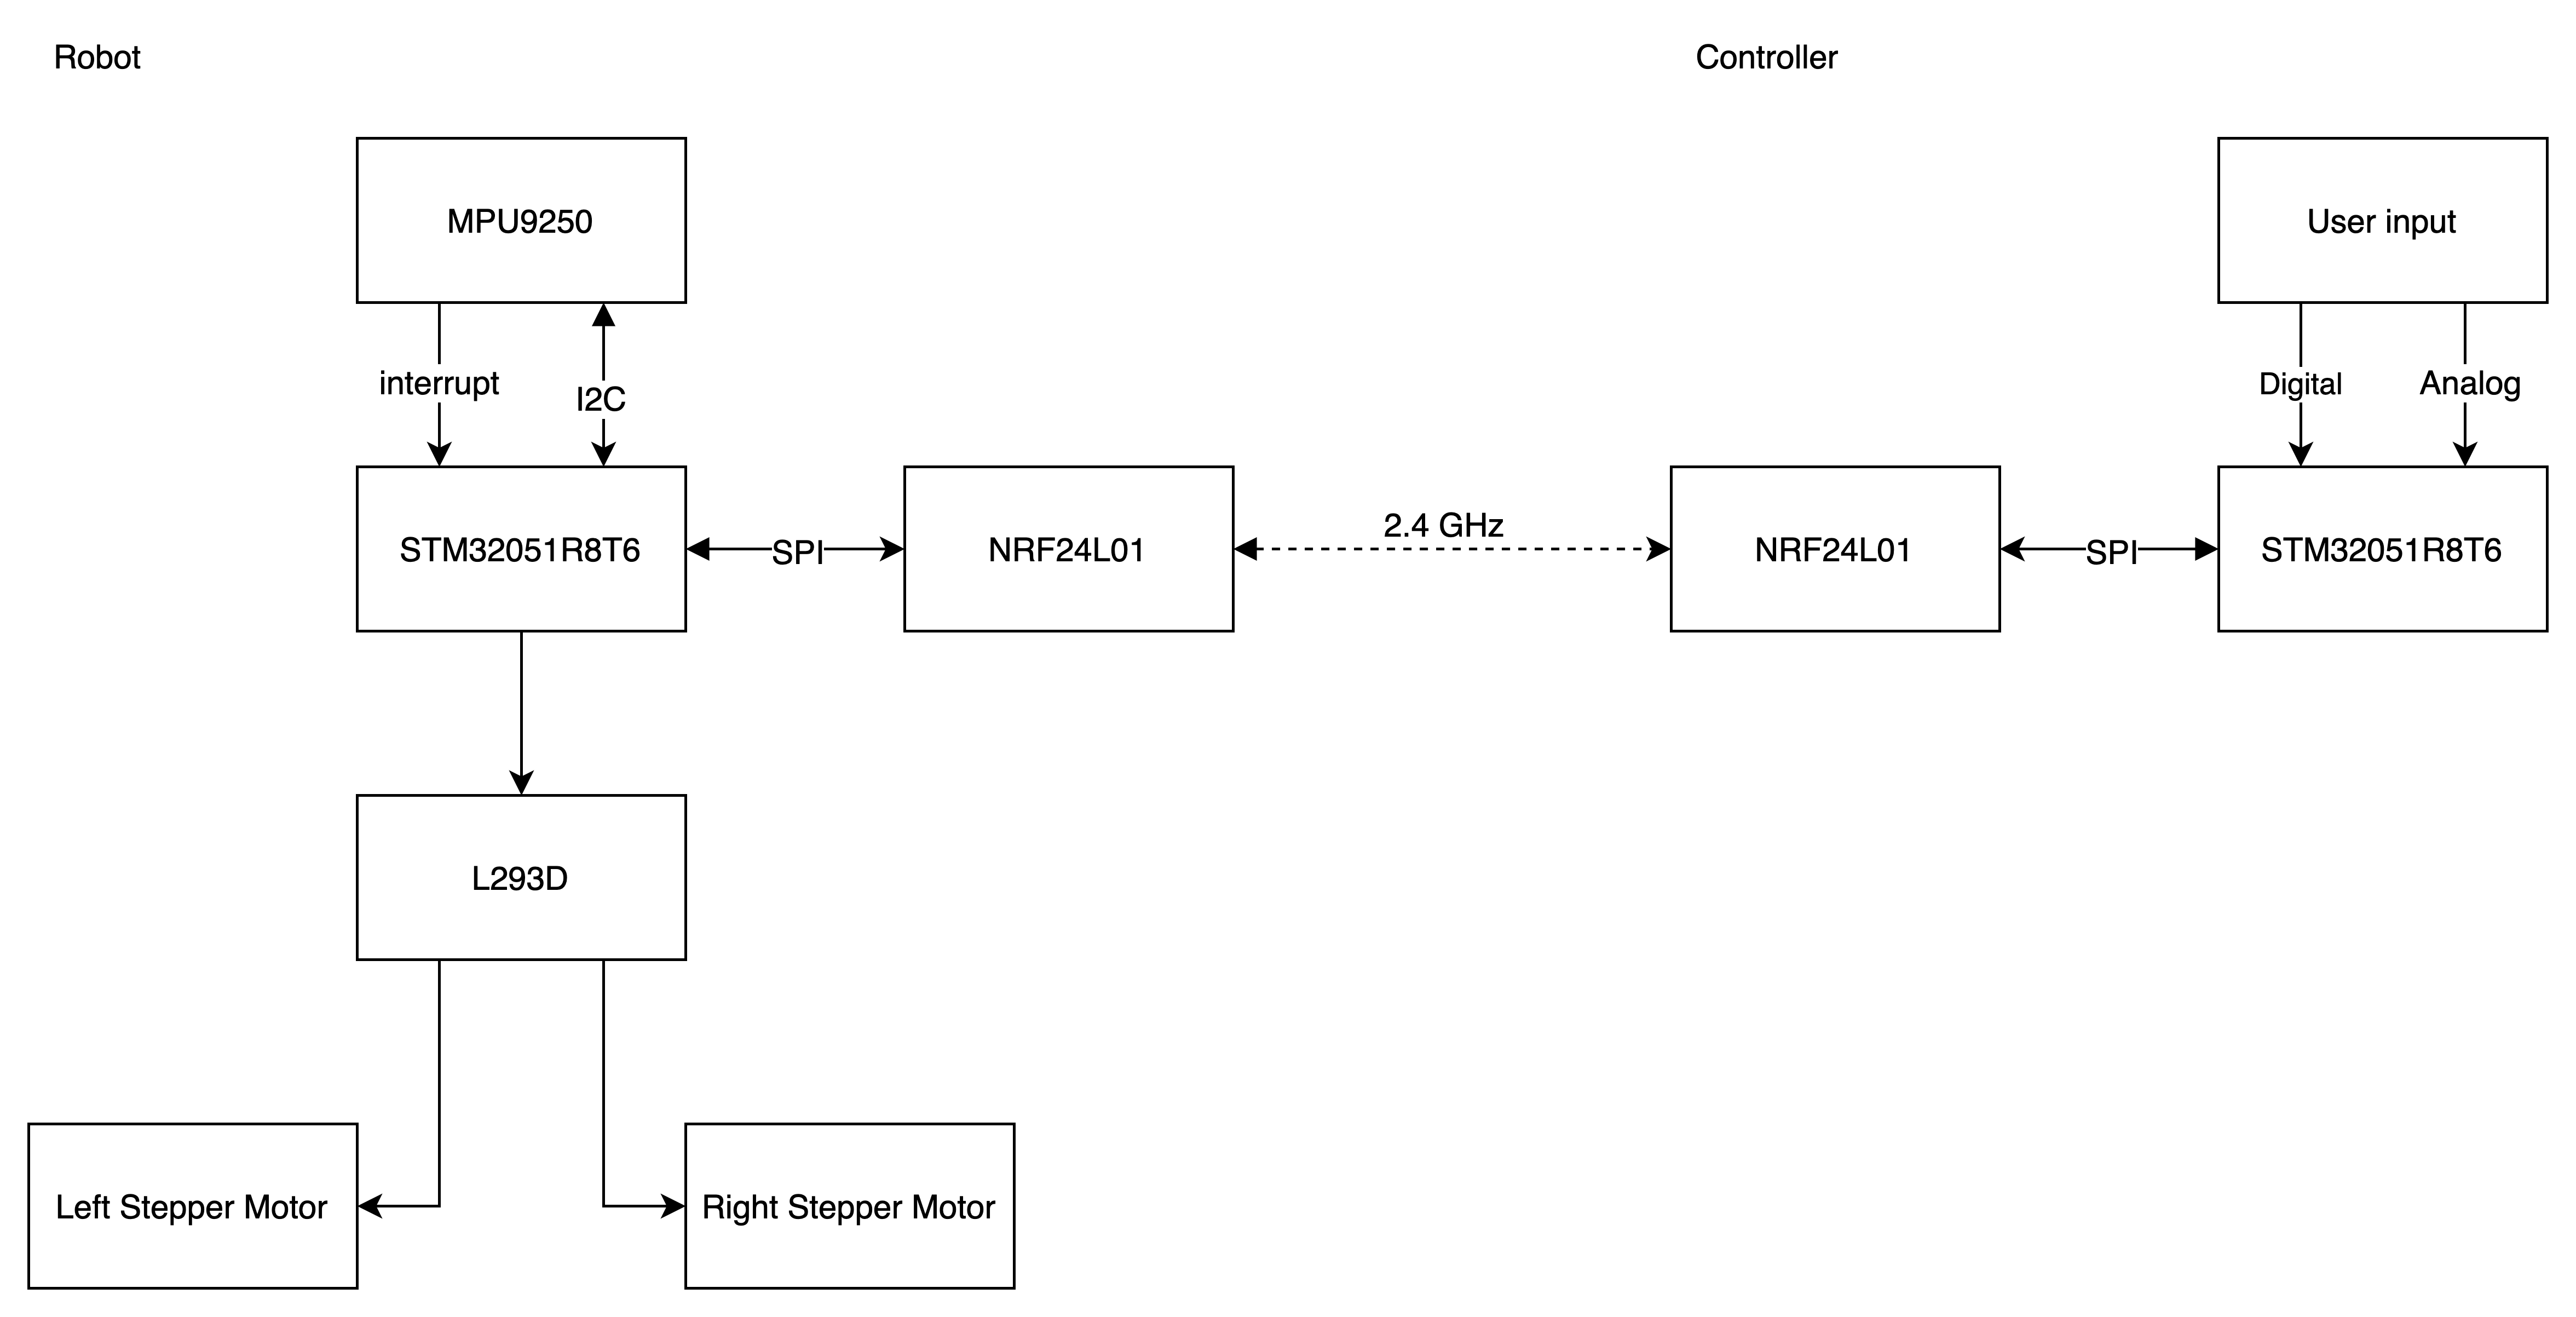 Robot
Controller
MPU9250
User input
interrupt
I2C
Digital
Analog
STM32051R8T6
SPI
NRF24L01
2.4 GHz
NRF24L01
SPI
STM32051R8T6
L293D
Left Stepper Motor
Right Stepper Motor